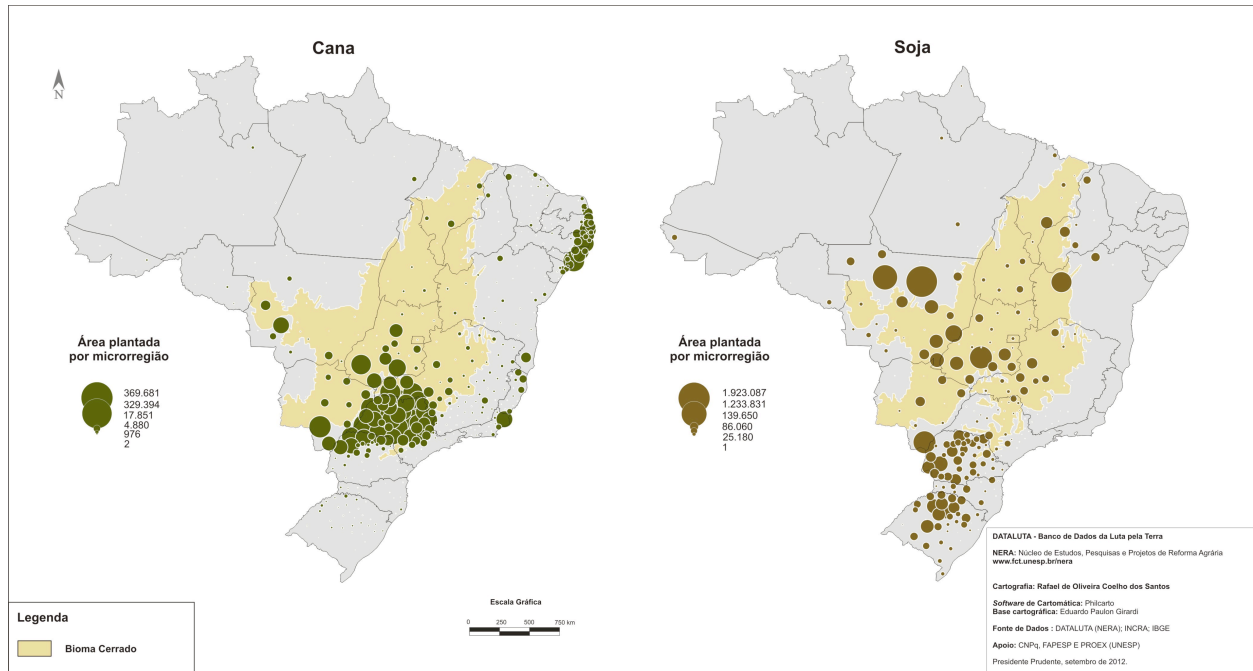 Cana
Soja
N
Área plantada
por microrregião
369.681
329.394
17.851
4.880
976
2
Área plantada
por microrregião
1.923.087
1.233.831
139.650
86.060
25.180
1
Legenda
Bioma Cerrado
Escala Gráfica
0 250 500 750 km
DATALUTA - Banco de Dados da Luta pela Terra
NERA: Núcleo de Estudos, Pesquisas e Projetos de Reforma Agrária
www.fct.unesp.br/nera
Cartografia: Rafael de Oliveira Coelho dos Santos
Software de Cartomática: Philcarto
Base cartográfica: Eduardo Paulon Girardi
Fonte de Dados : DATALUTA (NERA); INCRA; IBGE
Apoio: CNPq, FAPESP E PROEX (UNESP)
Presidente Prudente, setembro de 2012.